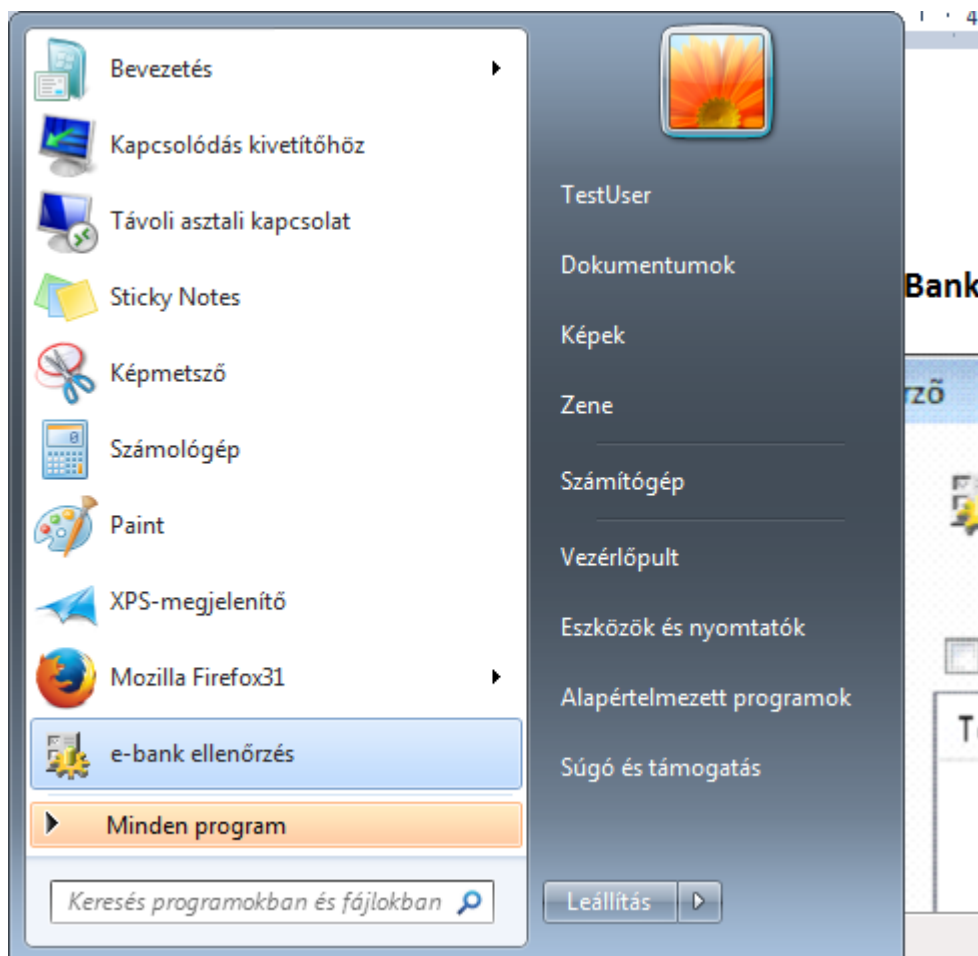 Bevezetés
Kapcsolódás kivetítőhöz
Távoli asztali kapcsolat
Sticky Notes
Képmetsző
Számológép
Paint
XPS-megjelenítő
Mozilla Firefox31
e-bank ellenőrzés
Minden program
Keresés programokban és fájlokban
TestUser
Dokumentumok
Képek
Zene
Számítógép
Vezérlőpult
Eszközök és nyomtatók
Alapértelmezett programok
Súgó és támogatás
Leállítás
4
Bank
rző